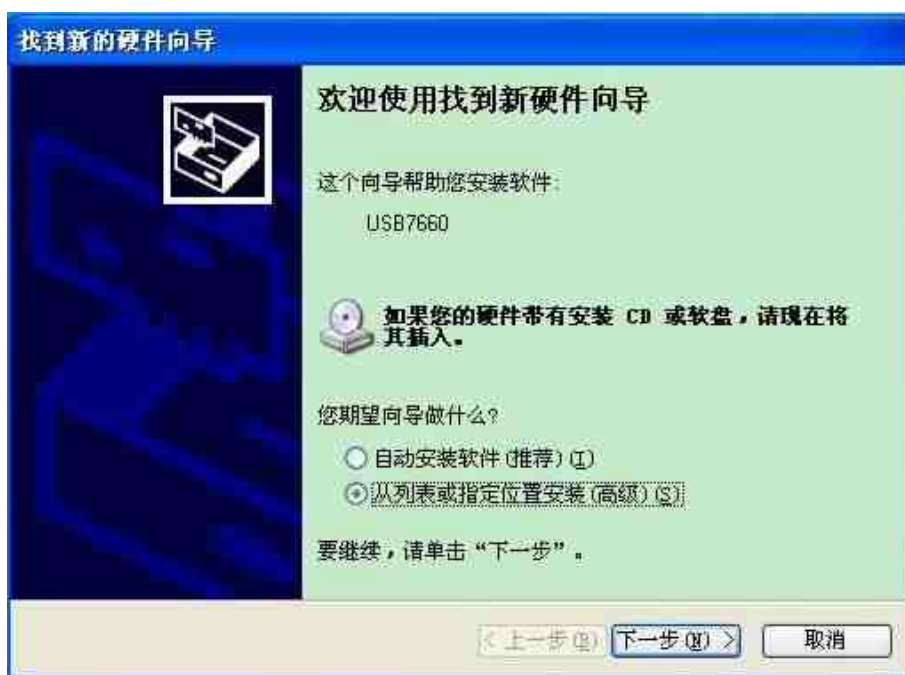 找到新的硬件向导
欢迎使用找到新硬件向导
这个向导帮助您安装软件:
USB7660
如果您的硬件带有安装 CD 或软盘，请现在将
其插入。
您期望向导做什么?
自动安装软件(推荐)(I)
从列表或指定位置安装(高级)(S)
要继续，请单击“下一步”。
< 上一步(B)
下一步(N) >
取消